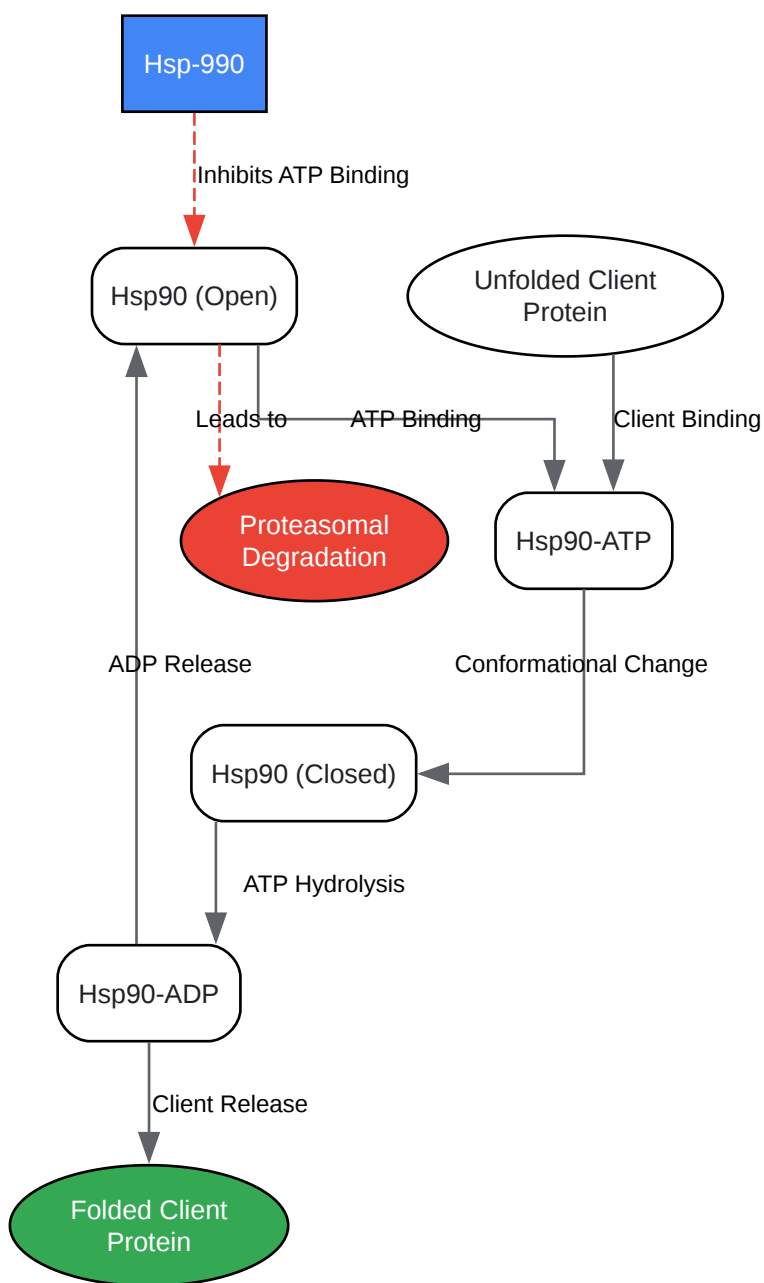 Hsp-990
Inhibits ATP Binding
Hsp90 (Open)
Unfolded Client
Protein
Leads to
ATP Binding
Client Binding
Proteasomal
Degradation
Hsp90-ATP
ADP Release
Conformational Change
Hsp90 (Closed)
ATP Hydrolysis
Hsp90-ADP
Client Release
Folded Client
Protein